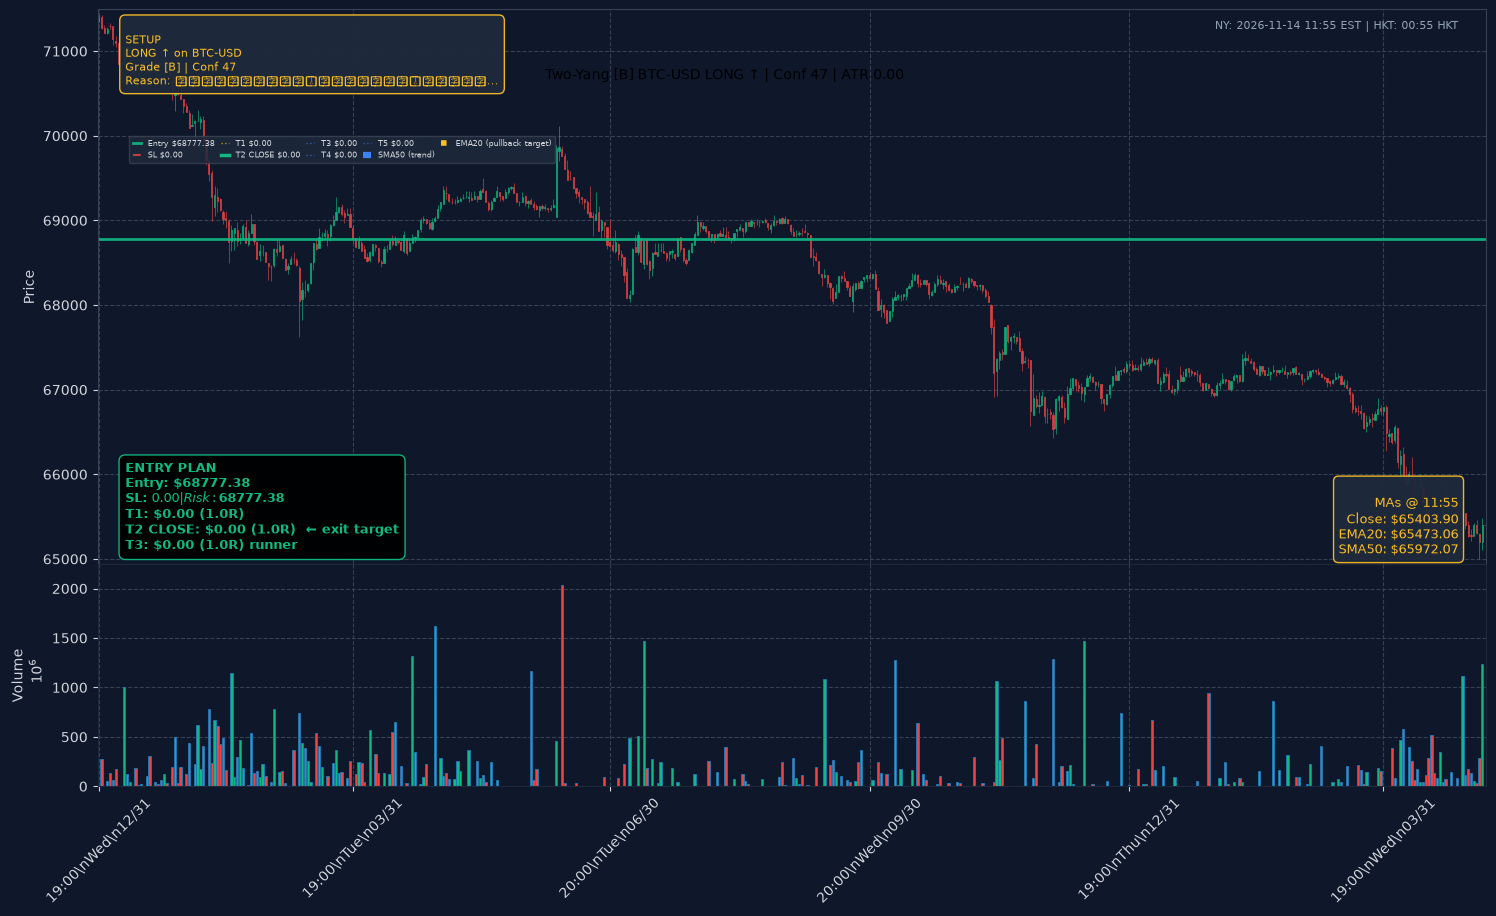 NY: 2026-11-14 11:55 EST | HKT: 00:55 HKT
SETUP
LONG ↑ on BTC-USD
Grade [B] | Conf 47
Reason:
Two-Yang [B] BTC-USD LONG ↑ | Conf 47 | ATR 0.00
Entry $68777.38
SL $0.00
T1 $0.00
T2 CLOSE $0.00
T3 $0.00
T4 $0.00
T5 $0.00
SMA50 (trend)
EMA20 (pullback target)
Price
71000
70000
69000
68000
67000
66000
65000
ENTRY PLAN
Entry: $68777.38
SL: 0.00|Risk:68777.38
T1: $0.00 (1.0R)
T2 CLOSE: $0.00 (1.0R) ← exit target
T3: $0.00 (1.0R) runner
MAs @ 11:55
Close: $65403.90
EMA20: $65473.06
SMA50: $65972.07
Volume
10⁶
2000
1500
1000
500
0
19:00\nWed\n12/31
19:00\nTue\n03/31
20:00\nTue\n06/30
20:00\nWed\n09/30
19:00\nThu\n12/31
19:00\nWed\n03/31